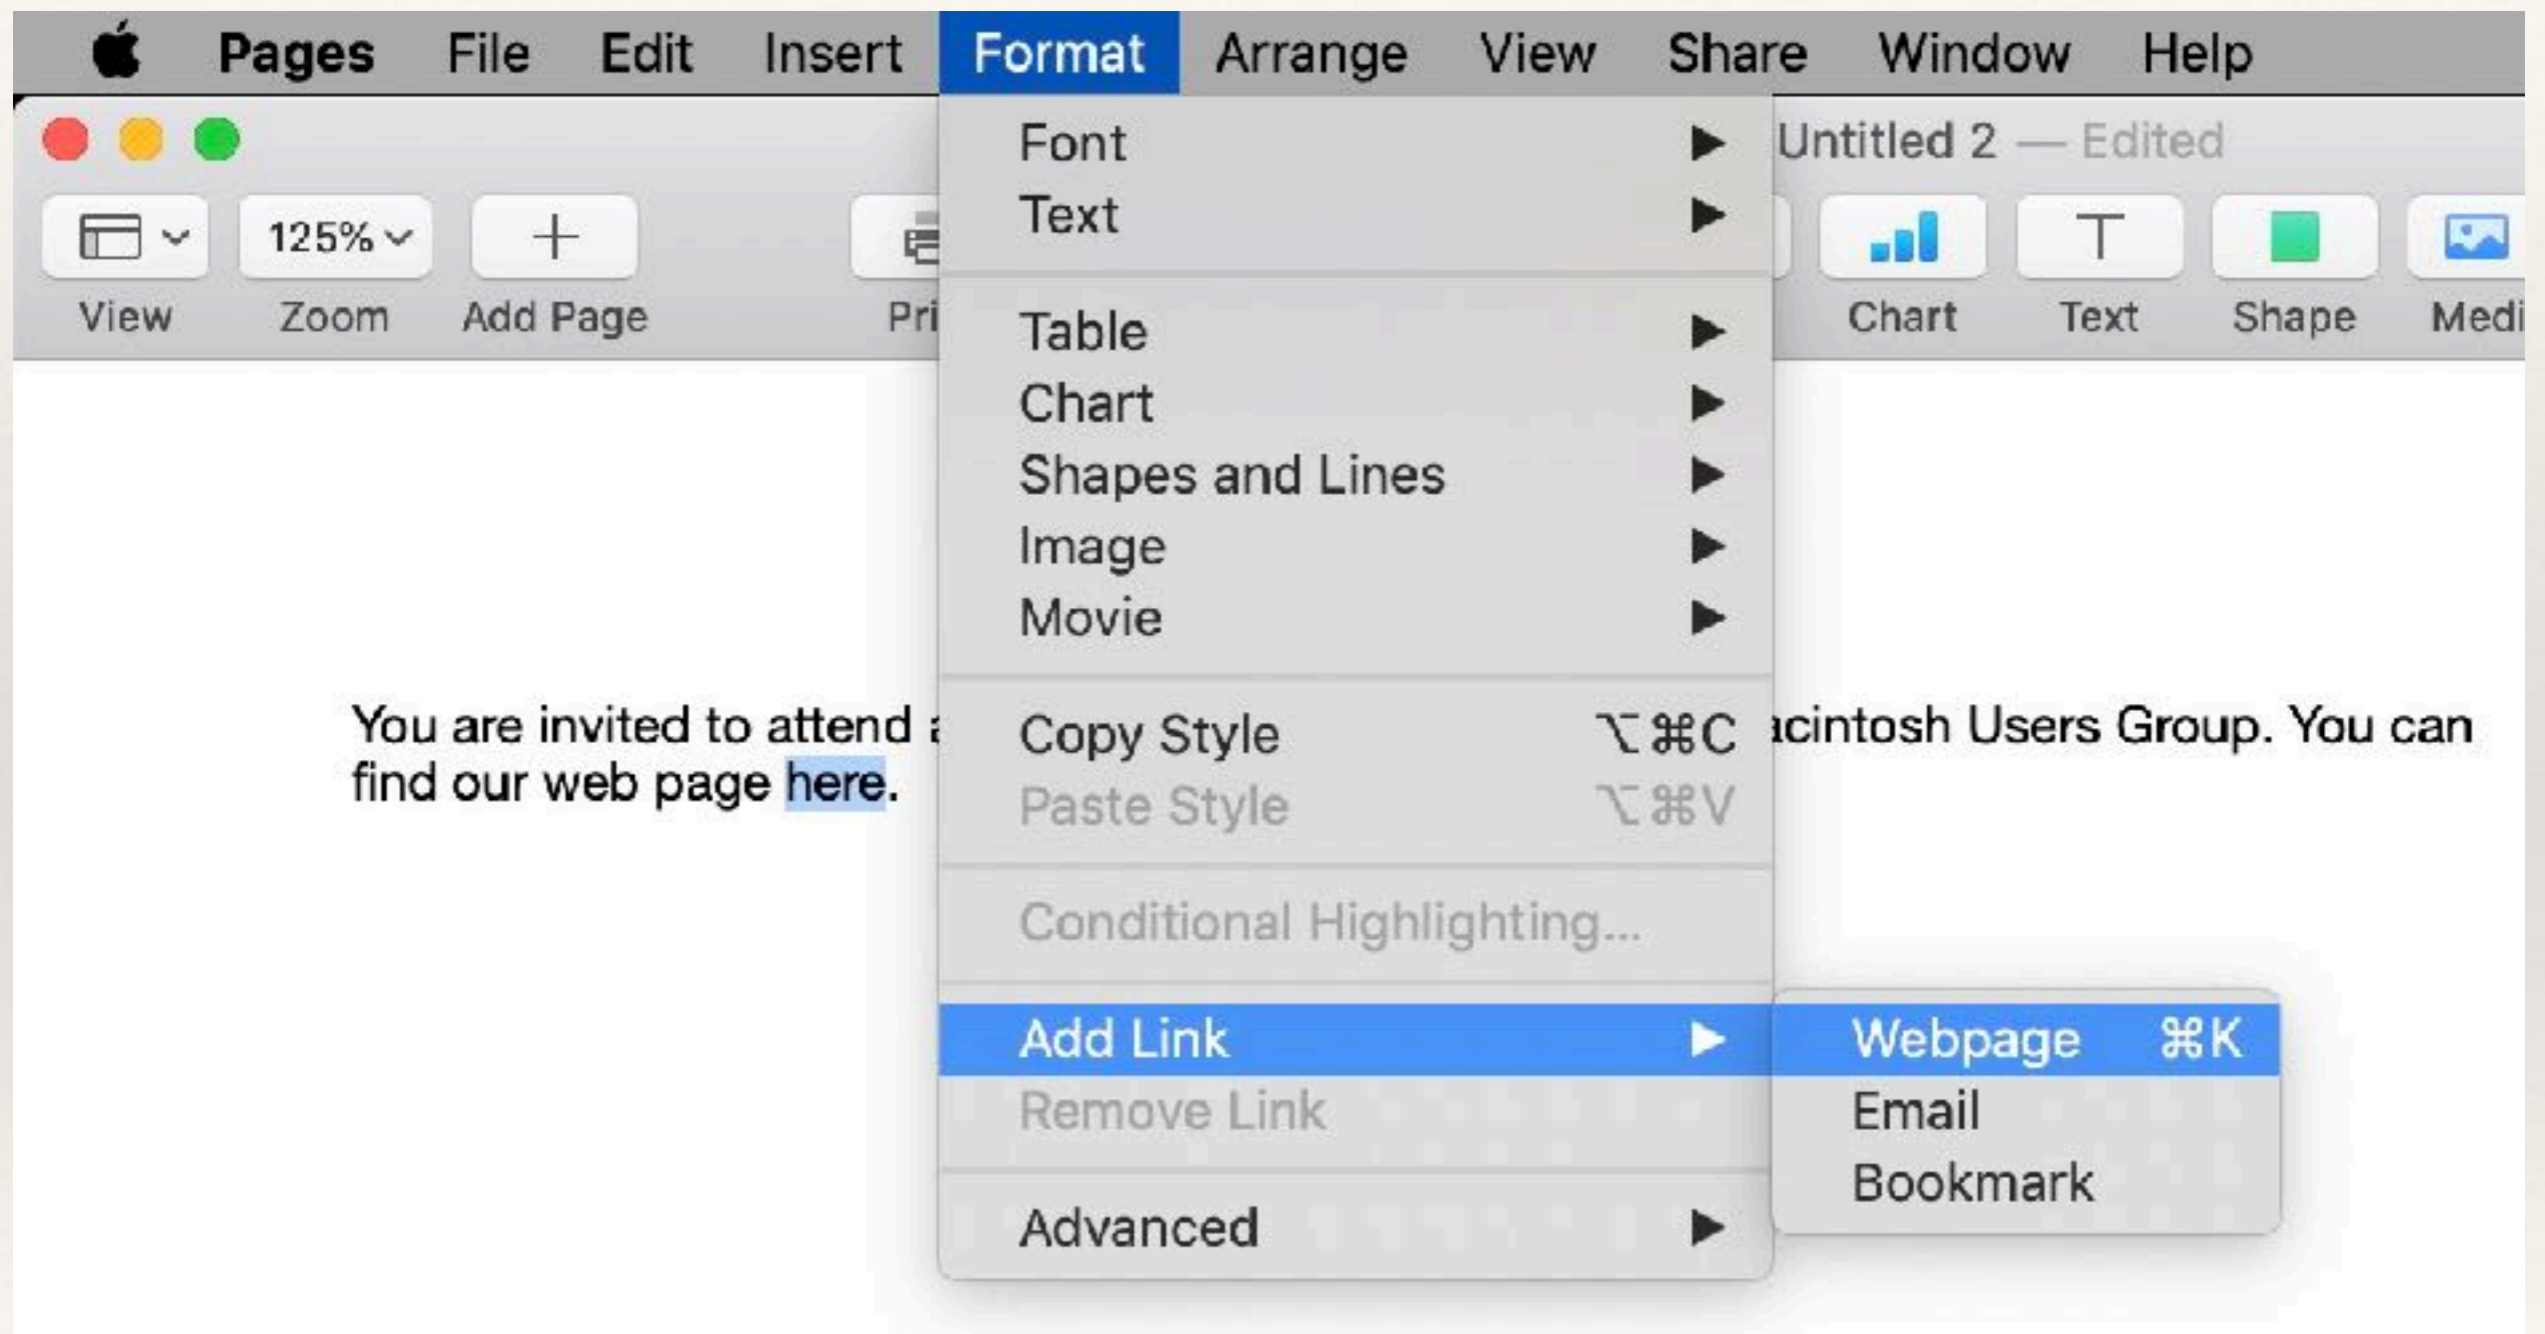 Pages File Edit Insert Format Arrange View Share Window Help
Untitled 2 — Edited
125%
View Zoom Add Page Chart Text Shape
Font
Text
Table
Chart
Shapes and Lines
Image
Movie
Copy Style ⌥⌘C
Paste Style ⌥⌘V
Conditional Highlighting...
Add Link
Remove Link
Advanced
Webpage ⌘K
Email
Bookmark
You are invited to attend Users Group. You can
find our web page here.